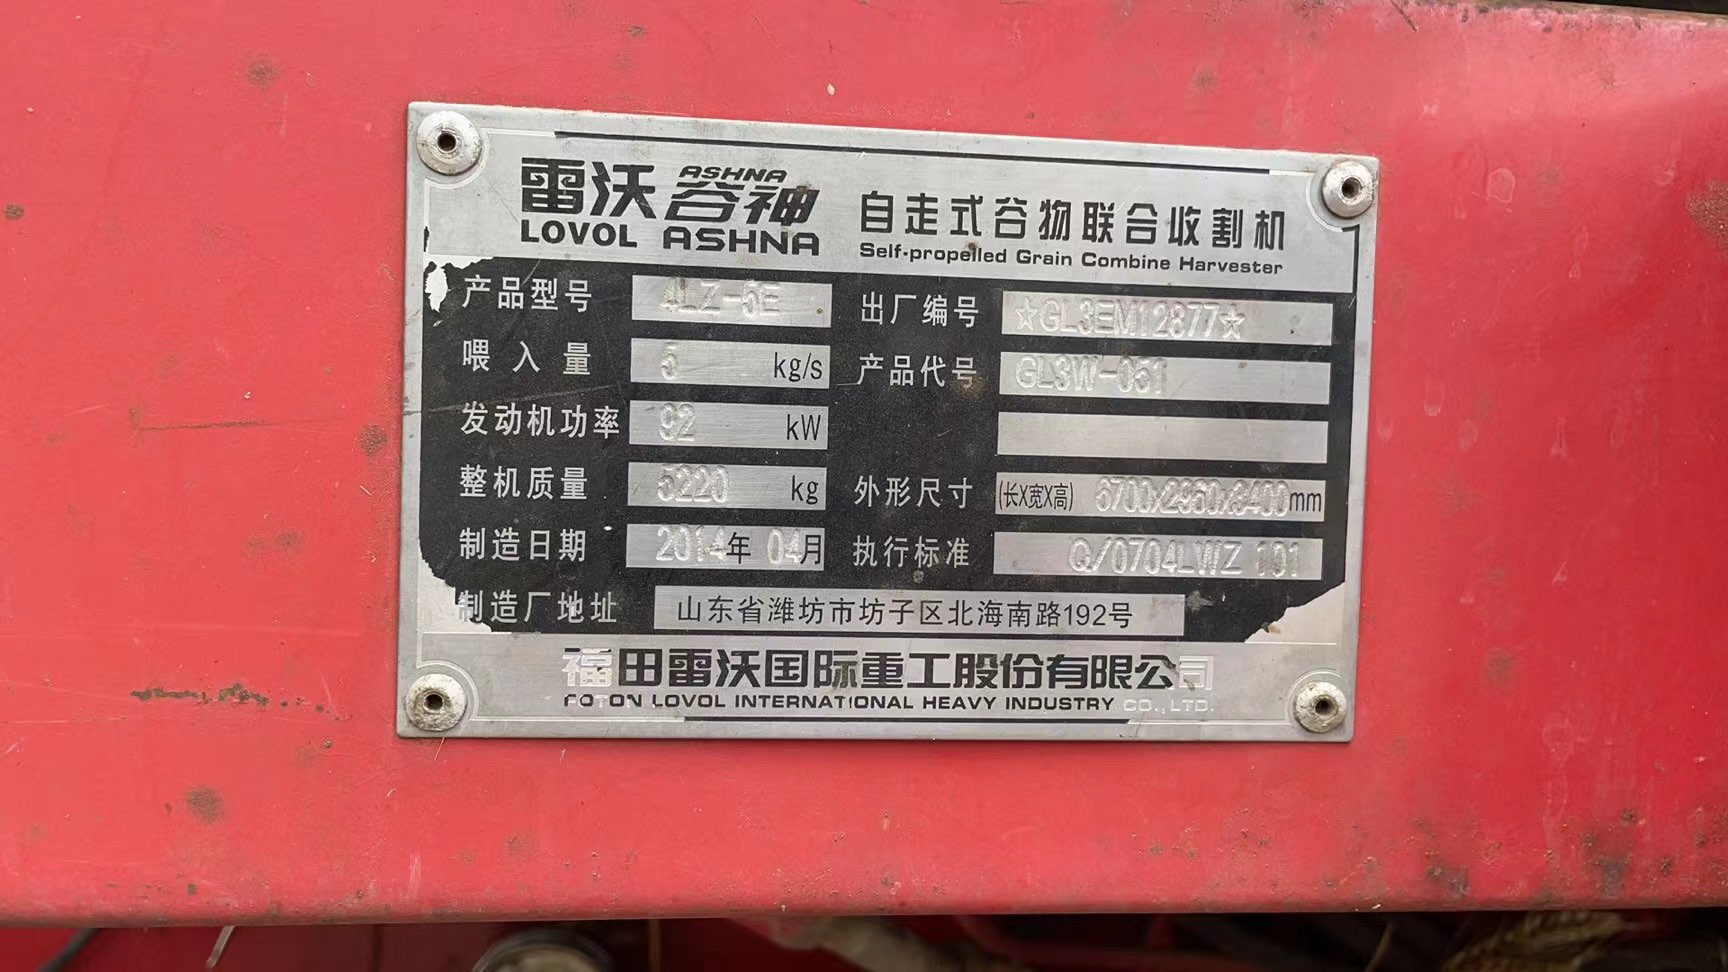 雷沃 ASHNA 谷神
LOVOL ASHNA
自走式谷物联合收割机
Self-propelled Grain Combine Harvester
产品型号 4LZ-5E 出厂编号 ☆GL3EM12877☆
喂入量 5 kg/s 产品代号 GL3W-051
发动机功率 92 kW
整机质量 5220 kg 外形尺寸 (长X宽X高) 6700x2960x3400mm
制造日期 2014年 04月 执行标准 Q/0704LWZ 101
制造厂地址 山东省潍坊市坊子区北海南路192号
福田雷沃国际重工股份有限公司
FOTON LOVOL INTERNATIONAL HEAVY INDUSTRY CO.,LTD.